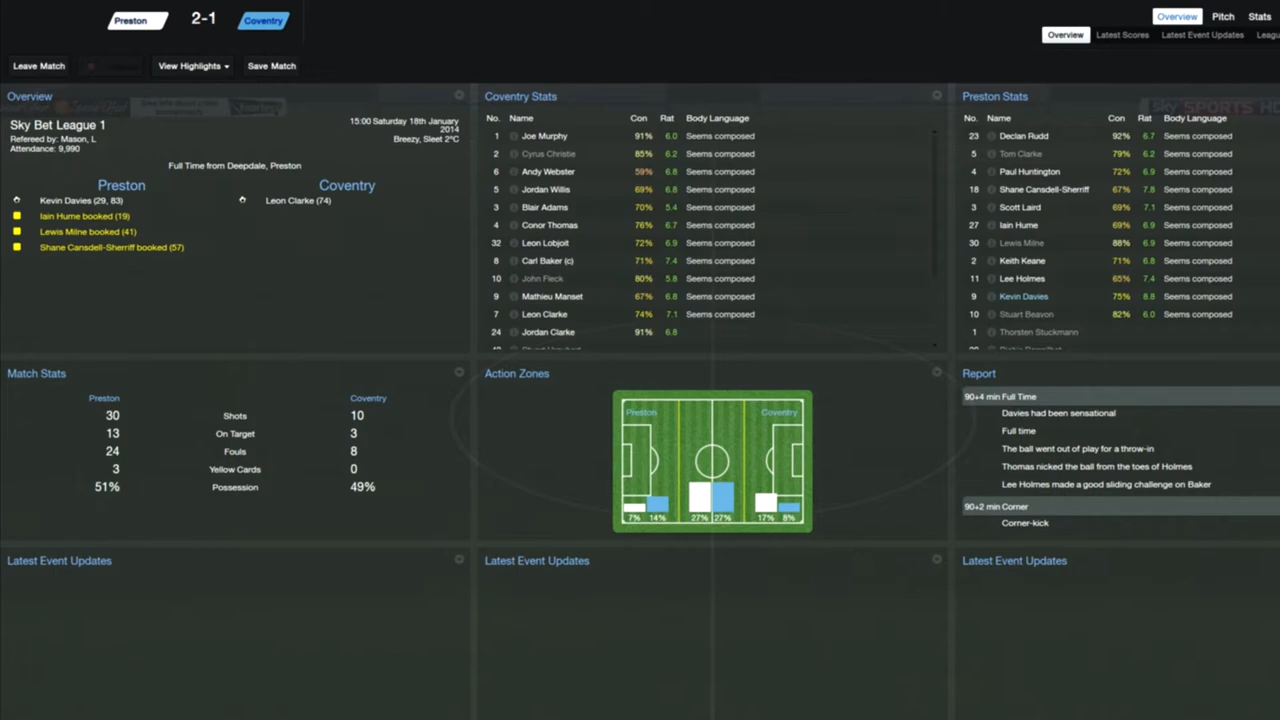 Preston 2-1 Coventry
Overview Pitch Stats
Overview Latest Scores Latest Event Updates
Leave Match View Highlights Save Match
Overview
Sky Bet League 1
Refereed by: Mason, L
Attendance: 9,990
15:00 Saturday 18th January
2014
Breezy, Sleet 2°C
Full Time from Deepdale, Preston
Preston Coventry
Kevin Davies (29, 83) Leon Clarke (74)
Iain Hume booked (19)
Lewis Milne booked (41)
Shane Cansdell-Sherriff booked (57)
Coventry Stats
No. Name Con Rat Body Language
1 Joe Murphy 91% 6.0 Seems composed
2 Cyrus Christie 85% 6.2 Seems composed
6 Andy Webster 59% 6.8 Seems composed
5 Jordan Willis 69% 6.8 Seems composed
3 Blair Adams 70% 5.4 Seems composed
4 Conor Thomas 76% 6.7 Seems composed
32 Leon Lobjoit 72% 6.9 Seems composed
8 Carl Baker (c) 71% 7.4 Seems composed
10 John Fleck 80% 5.8 Seems composed
9 Mathieu Manset 67% 6.8 Seems composed
7 Leon Clarke 74% 7.1 Seems composed
24 Jordan Clarke 91% 6.8
Preston Stats
No. Name Con Rat Body Language
23 Declan Rudd 92% 6.7 Seems composed
5 Tom Clarke 79% 6.2 Seems composed
4 Paul Huntington 72% 6.9 Seems composed
18 Shane Cansdell-Sherriff 67% 7.8 Seems composed
3 Scott Laird 69% 7.1 Seems composed
27 Iain Hume 69% 6.9 Seems composed
30 Lewis Milne 88% 6.9 Seems composed
2 Keith Keane 71% 6.8 Seems composed
11 Lee Holmes 65% 7.4 Seems composed
9 Kevin Davies 75% 8.8 Seems composed
10 Stuart Beavon 82% 6.0 Seems composed
1 Thorsten Stuckmann
Match Stats
Preston Coventry
30 Shots 10
13 On Target 3
24 Fouls 8
3 Yellow Cards 0
51% Possession 49%
Action Zones
Preston Coventry
7% 14% 27% 27% 17% 8%
Report
90+4 min Full Time
Davies had been sensational
Full time
The ball went out of play for a throw-in
Thomas nicked the ball from the toes of Holmes
Lee Holmes made a good sliding challenge on Baker
90+2 min Corner
Corner-kick
Latest Event Updates
Latest Event Updates
Latest Event Updates